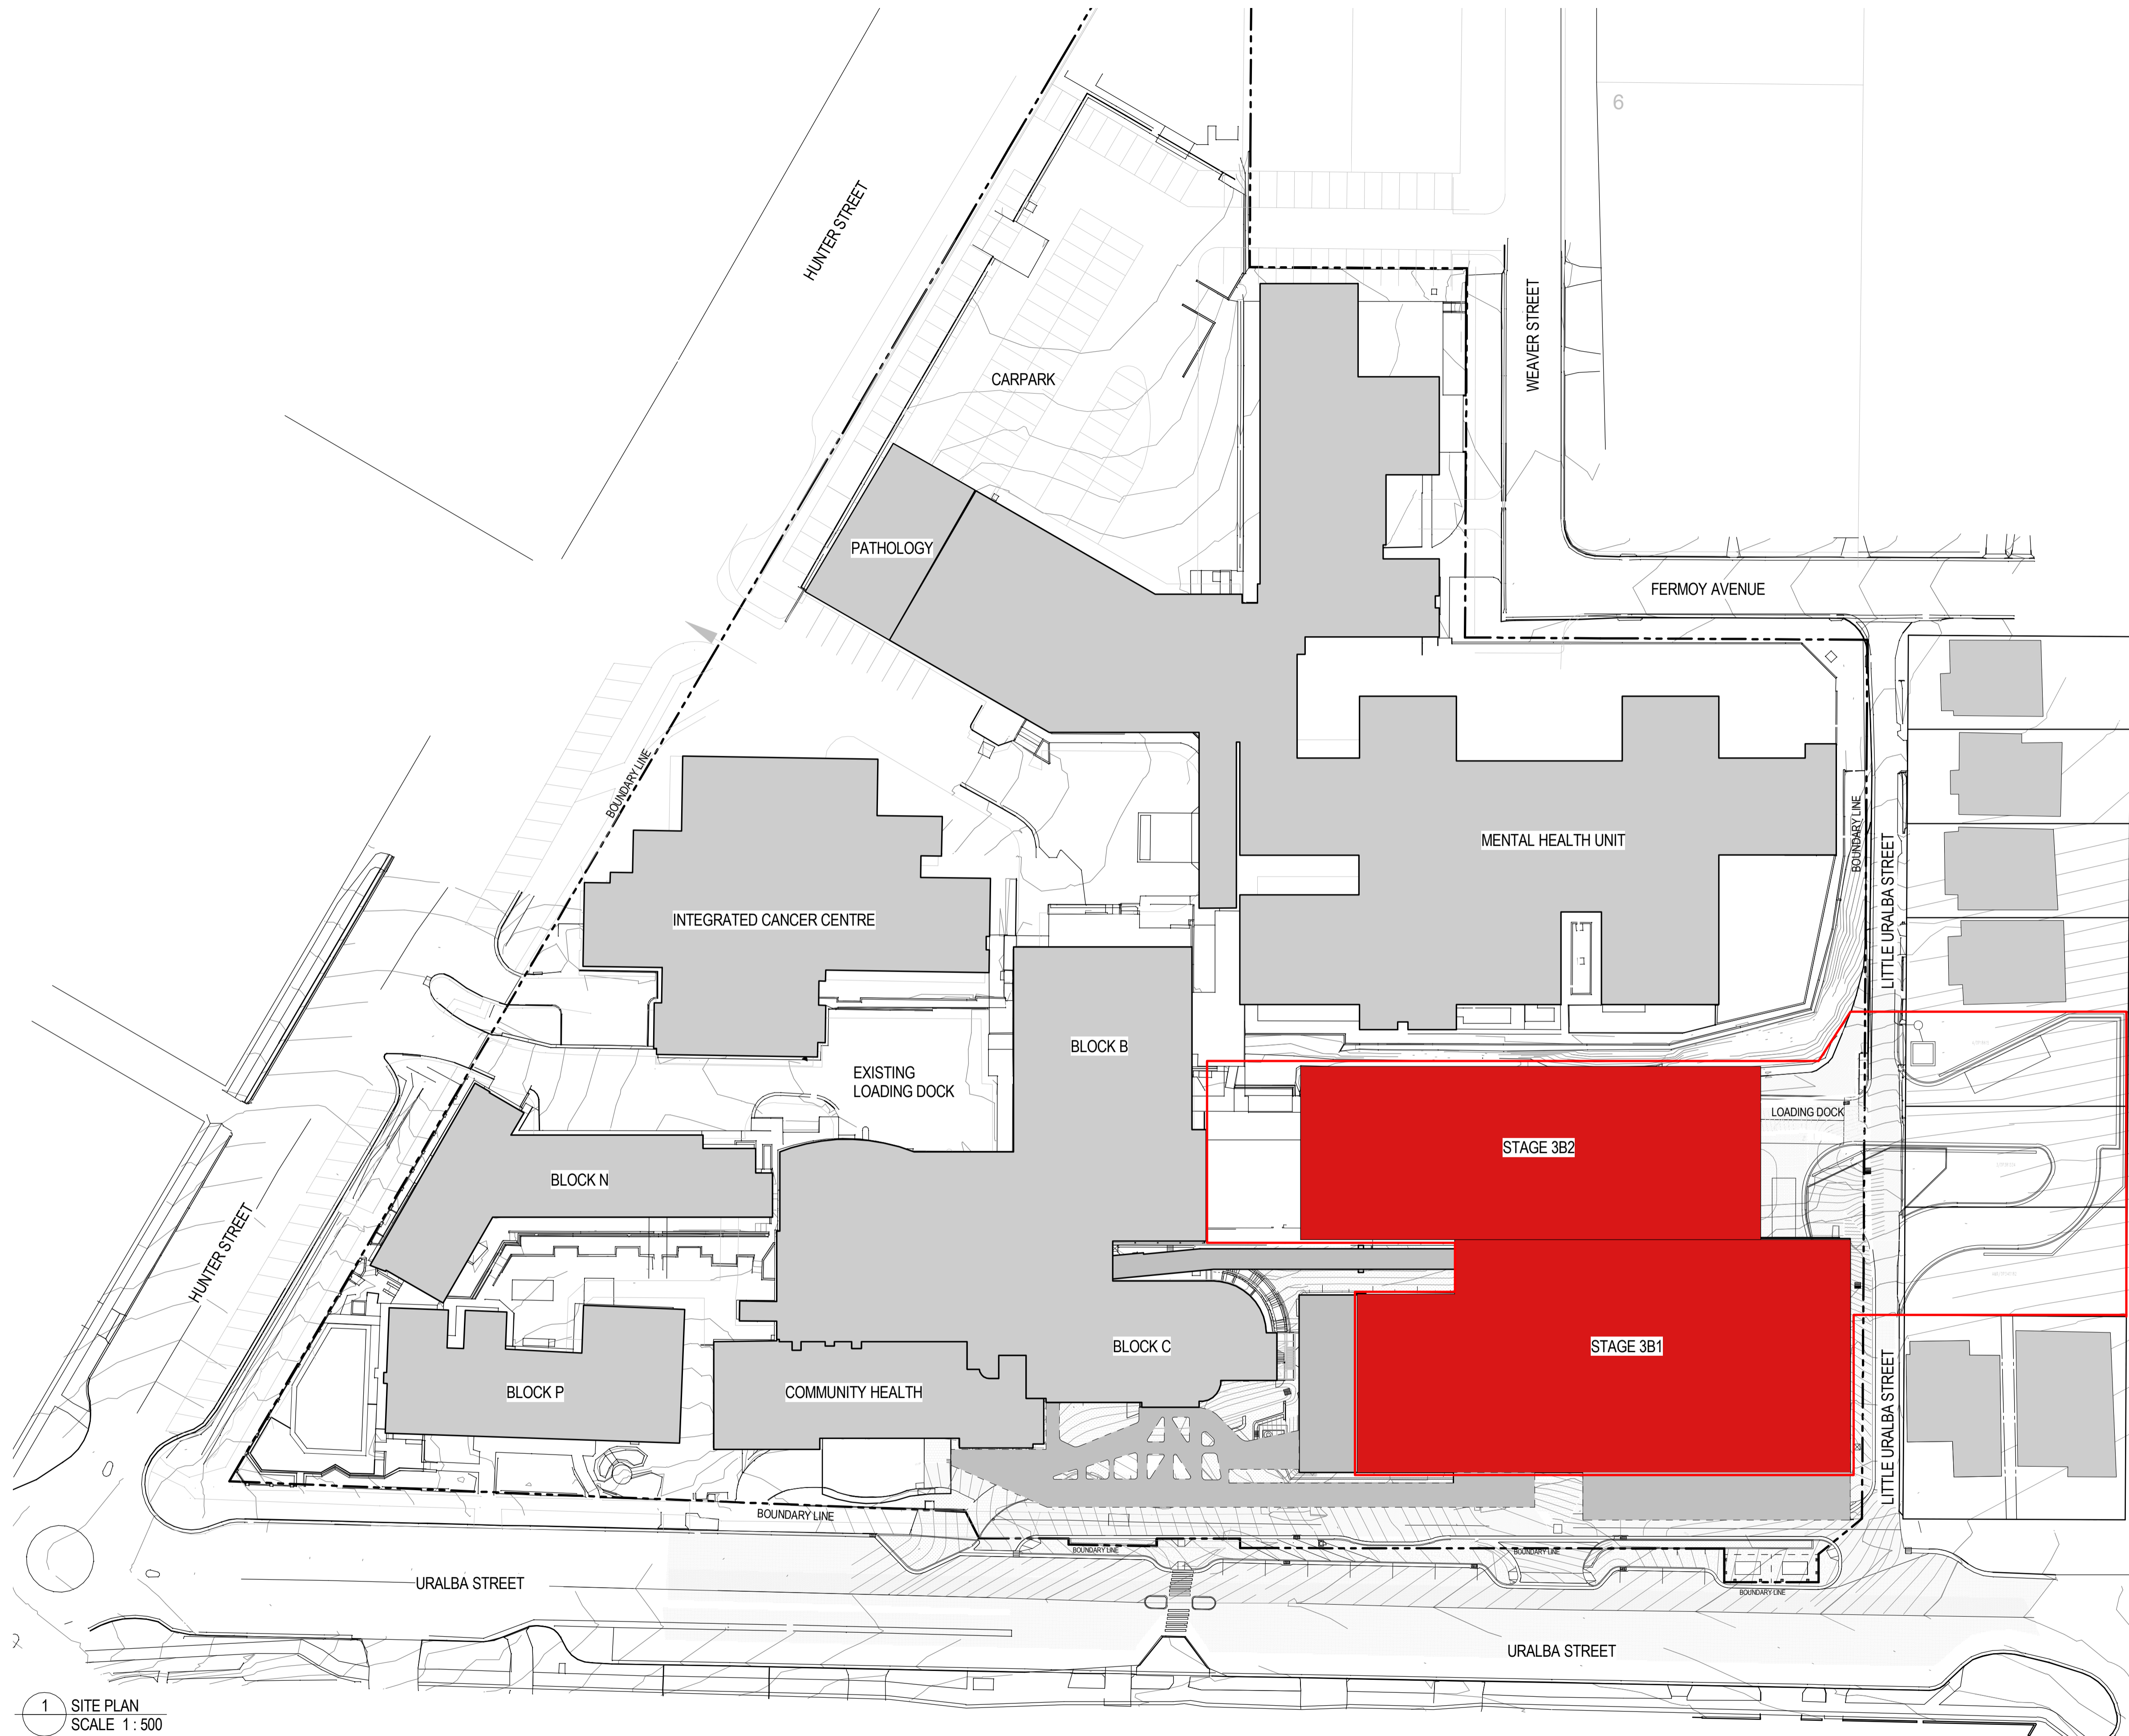 6
HUNTER STREET
WEAVER STREET
CARPARK
PATHOLOGY
FERMOY AVENUE
BOUNDARY LINE
MENTAL HEALTH UNIT
BOUNDARY LINE
LITTLE URALBA STREET
INTEGRATED CANCER CENTRE
BLOCK B
EXISTING
LOADING DOCK
LOADING DOCK
STAGE 3B2
BLOCK N
HUNTER STREET
STAGE 3B1
BLOCK C
BLOCK P
COMMUNITY HEALTH
LITTLE URALBA STREET
BOUNDARY LINE
BOUNDARY LINE
BOUNDARY LINE
BOUNDARY LINE
URALBA STREET
URALBA STREET
1
SITE PLAN
SCALE 1 : 500